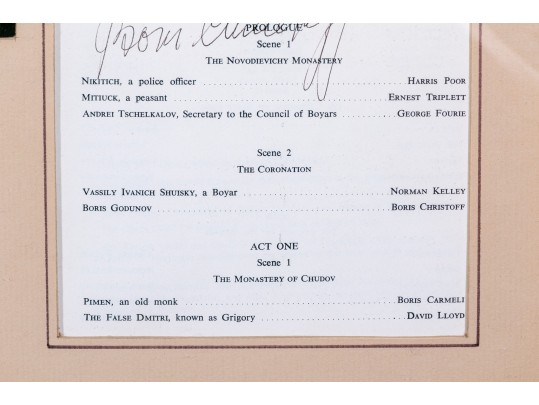 PROLOGUE
Scene 1
THE NOVODIEVICHY MONASTERY
NIKITICH, a police officer ........ HARRIS POOR
MITIUCK, a peasant ........ ERNEST TRIPLETT
ANDREI TSCHELKALOV, Secretary to the Council of Boyars ........ GEORGE FOURIE
Scene 2
THE CORONATION
VASSILY IVANICH SHUISKY, a Boyar ........ NORMAN KELLEY
BORIS GODUNOV ........ BORIS CHRISTOFF
ACT ONE
Scene 1
THE MONASTERY OF CHUDOV
PIMEN, an old monk ........ BORIS CARMELI
THE FALSE DMITRI, known as Grigory ........ DAVID LLOYD